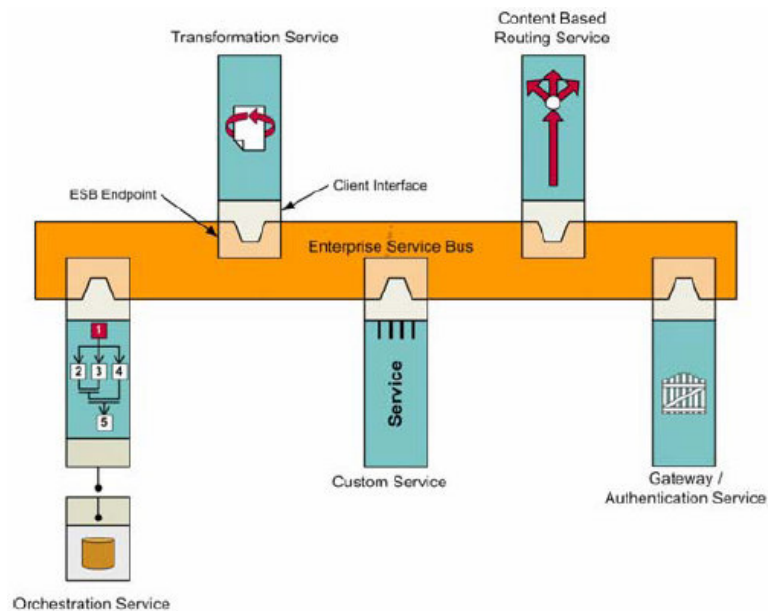 Content Based
Routing Service
Transformation Service
Client Interface
ESB Endpoint
Enterprise Service Bus
1
2
3
4
5
Service
Custom Service
Gateway /
Authentication Service
Orchestration Service